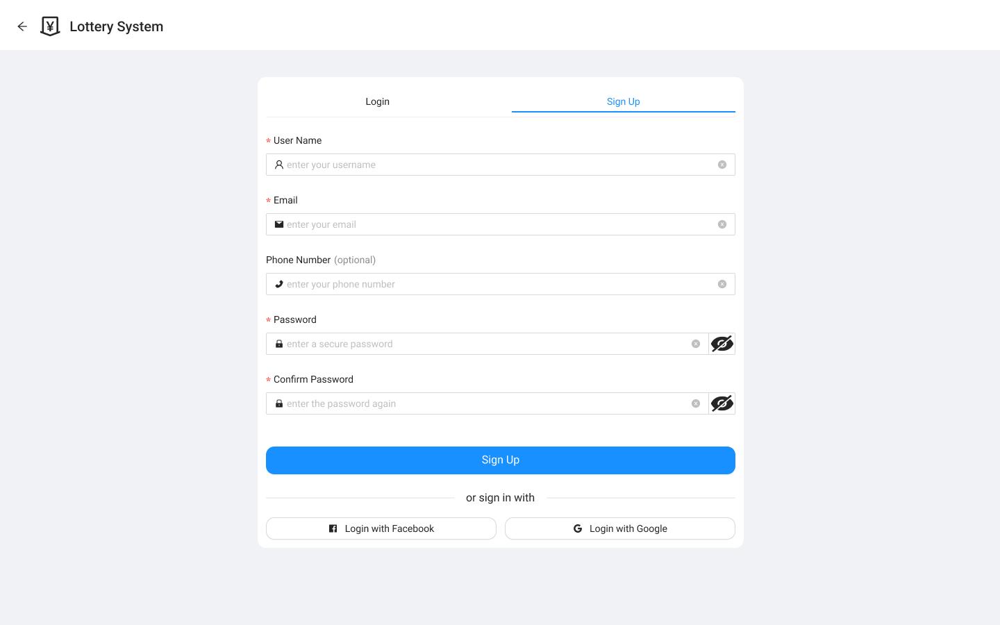 Lottery System
Login
Sign Up
* User Name
enter your username
* Email
enter your email
Phone Number (optional)
enter your phone number
* Password
enter a secure password
* Confirm Password
enter the password again
Sign Up
or sign in with
Login with Facebook
Login with Google